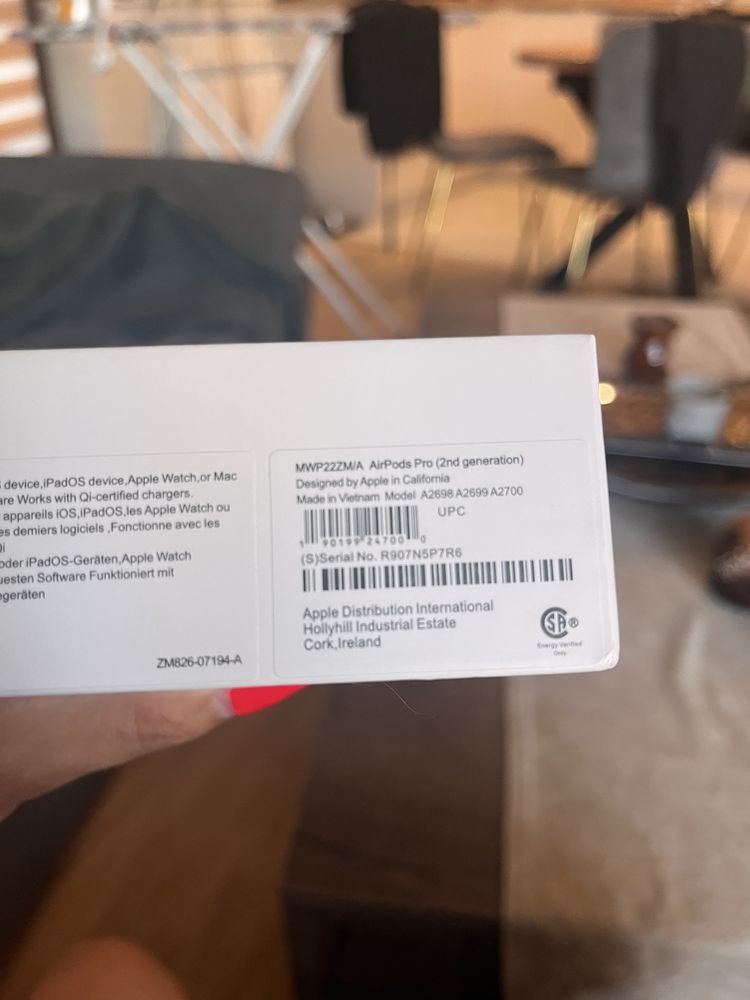 device,iPadOS device,Apple Watch,or Mac
are Works with Qi-certified chargers.
appareils iOS,iPadOS,les Apple Watch ou
es demiers logiciels ,Fonctionne avec les
oder iPadOS-Geräten,Apple Watch
uesten Software Funktioniert mit
egeräten
ZM826-07194-A
MWP22ZM/A AirPods Pro (2nd generation)
Designed by Apple in California
Made in Vietnam Model A2698 A2699 A2700
UPC
1 90199 24700 0
(S)Serial No. R907N5P7R6
Apple Distribution International
Hollyhill Industrial Estate
Cork,Ireland
SA®
Energy Verified
Only